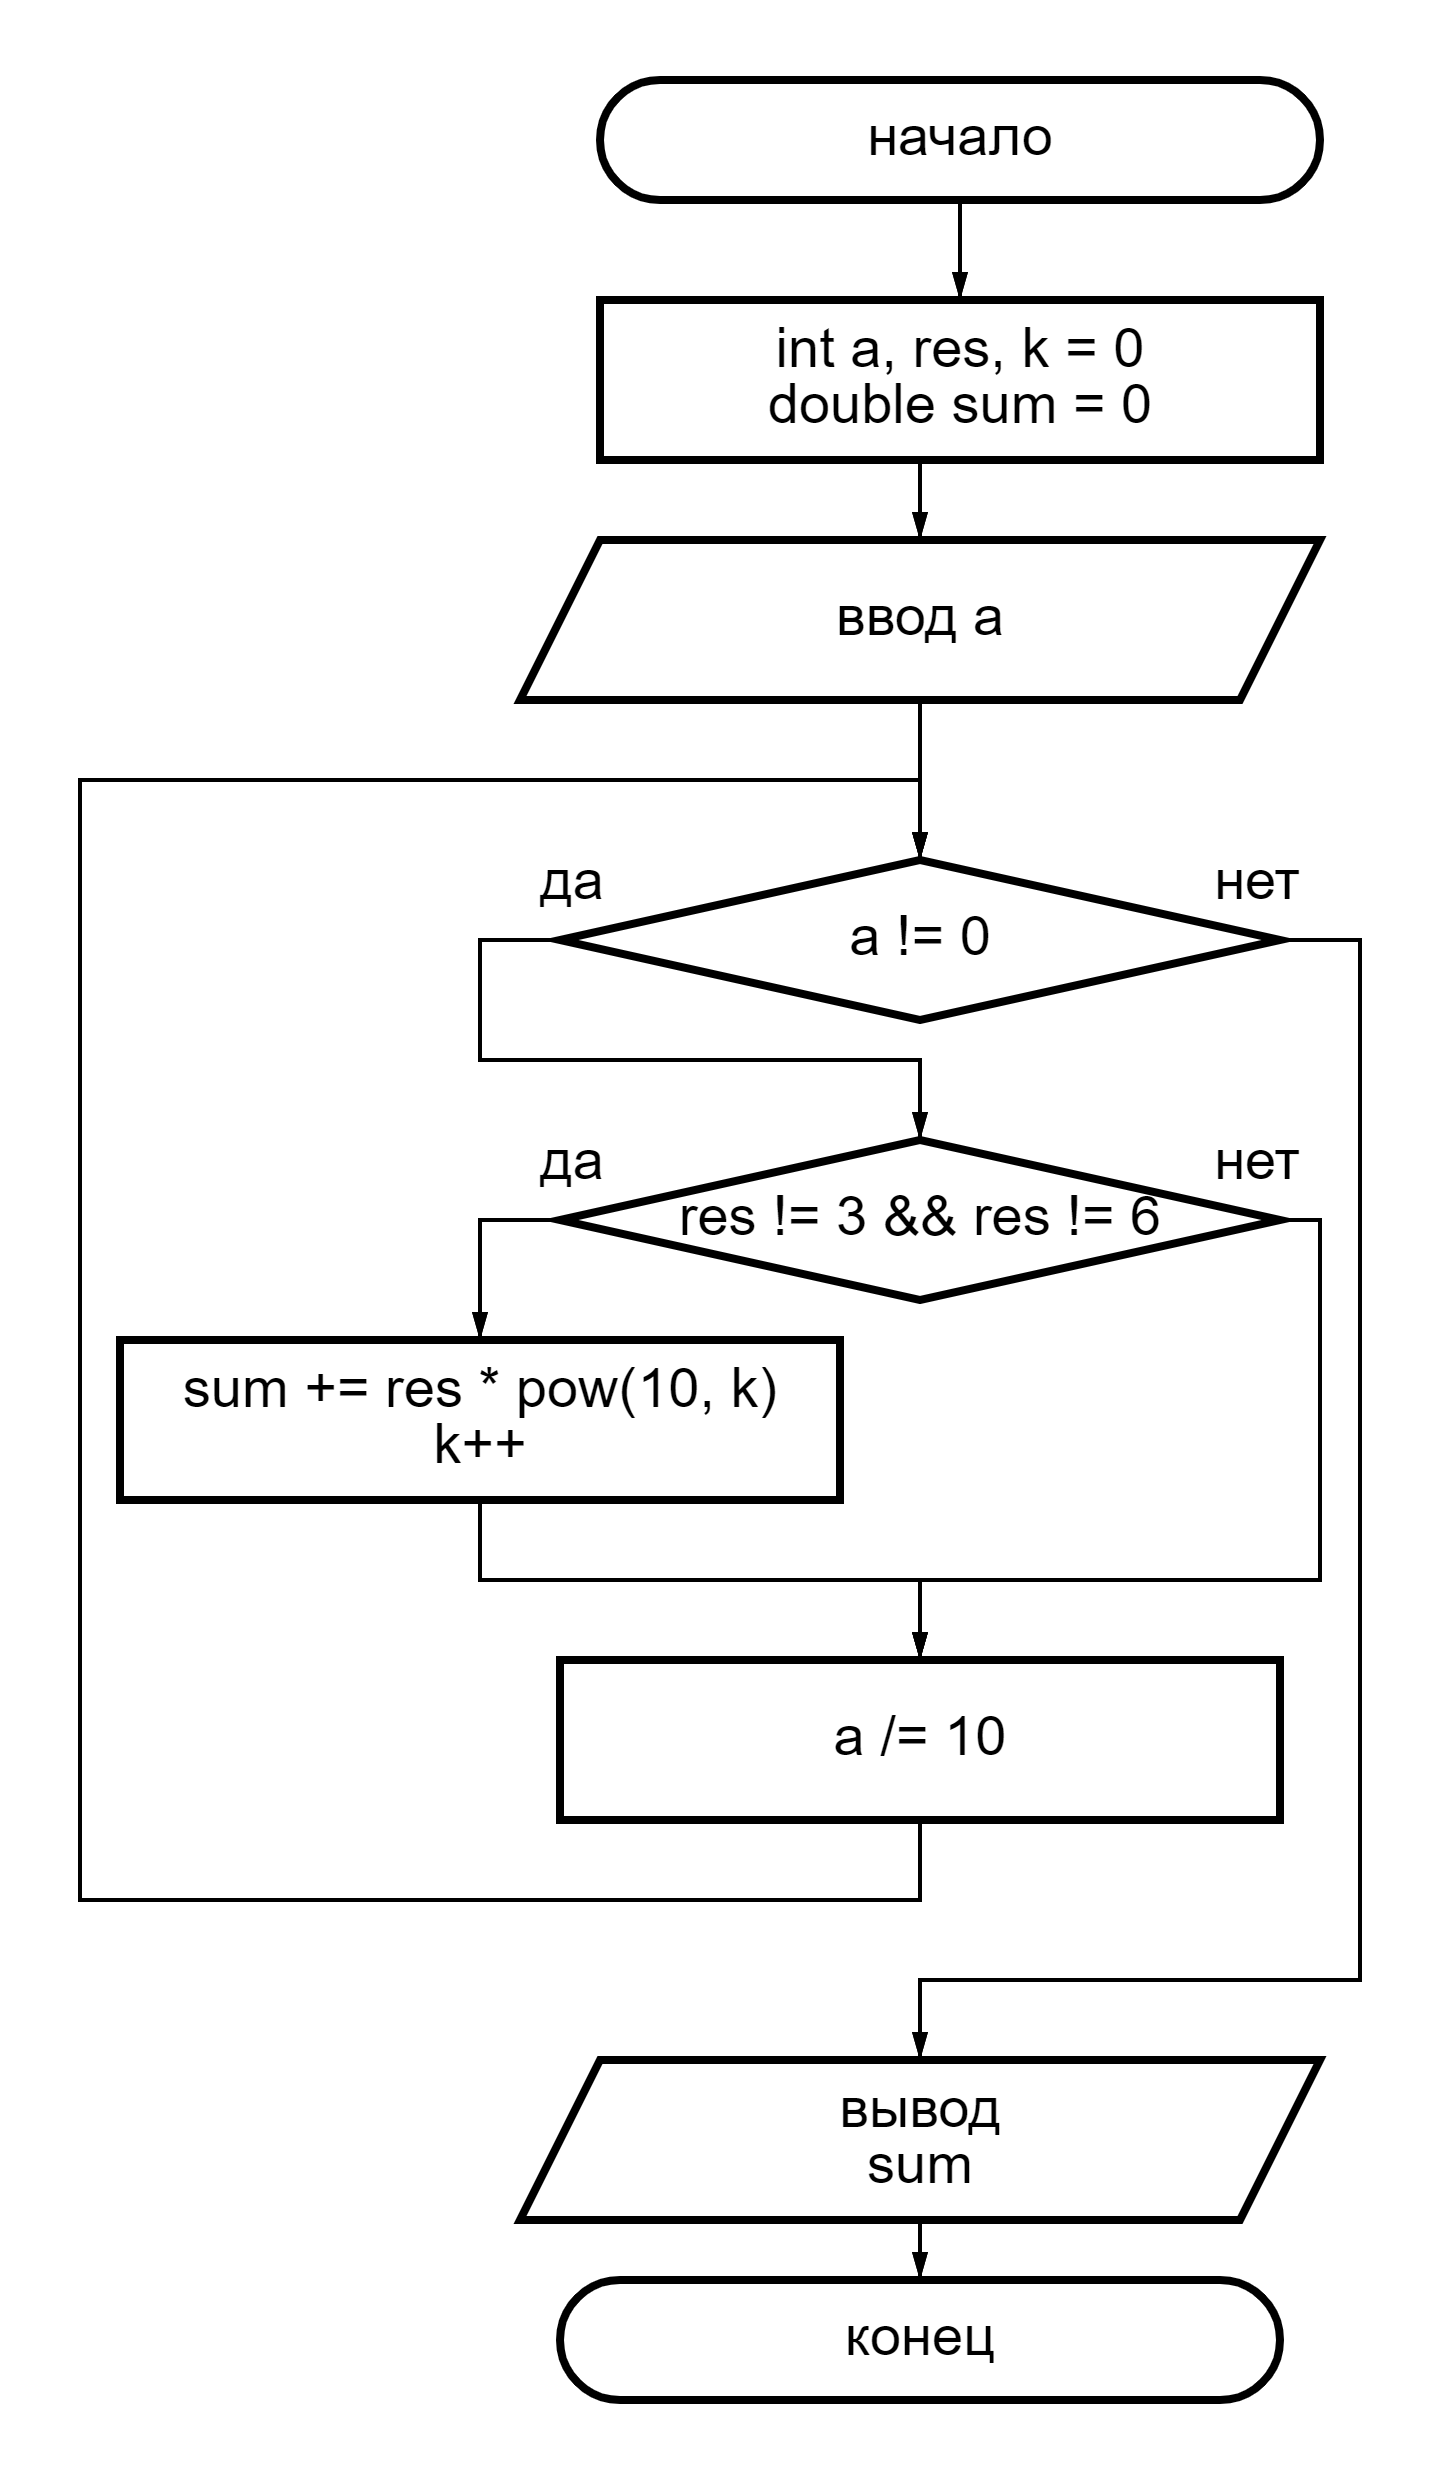 начало
int a, res, k = 0
double sum = 0
ввод a
да
нет
a != 0
да
нет
res != 3 && res != 6
sum += res * pow(10, k)
k++
a /= 10
вывод
sum
конец